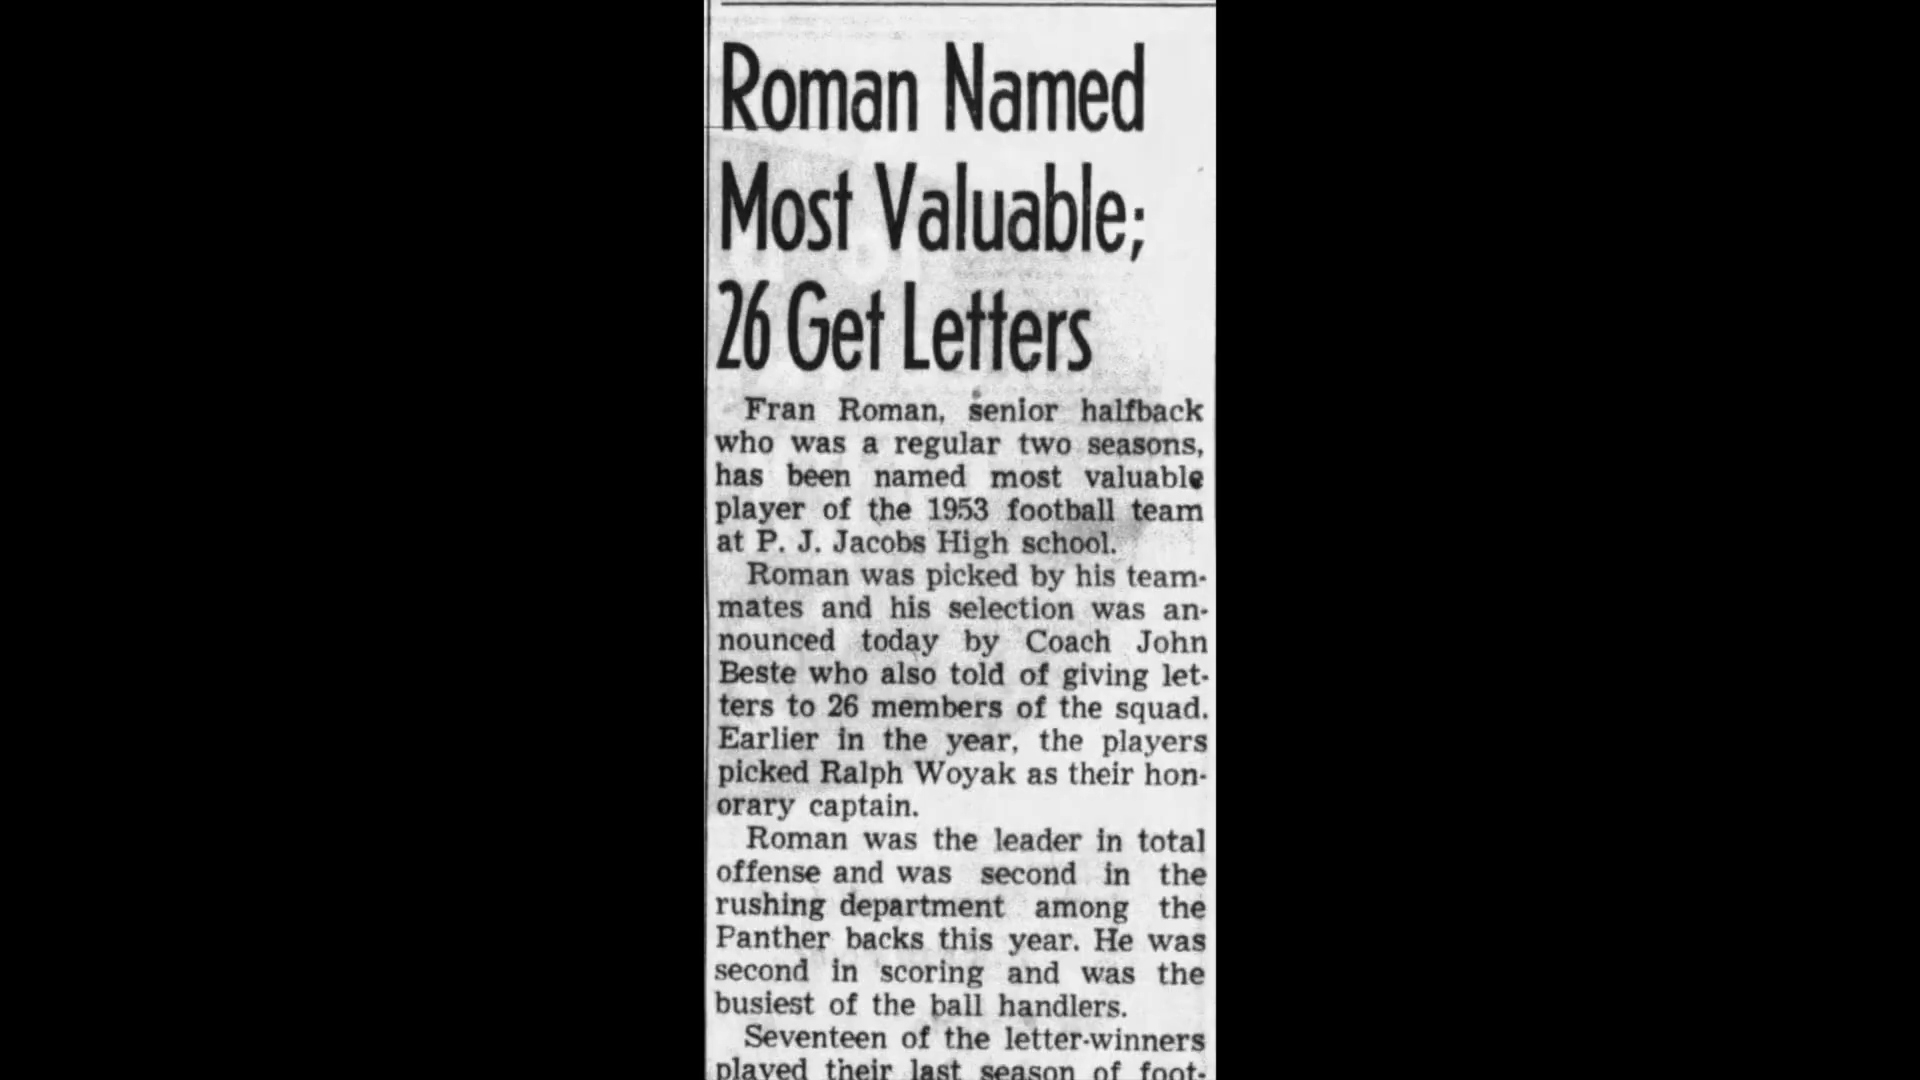 Roman Named
Most Valuable;
26 Get Letters
Fran Roman, senior halfback
who was a regular two seasons,
has been named most valuable
player of the 1953 football team
at P. J. Jacobs High school.
Roman was picked by his team-
mates and his selection was an-
nounced today by Coach John
Beste who also told of giving let-
ters to 26 members of the squad.
Earlier in the year, the players
picked Ralph Woyak as their hon-
orary captain.
Roman was the leader in total
offense and was second in the
rushing department among the
Panther backs this year. He was
second in scoring and was the
busiest of the ball handlers.
Seventeen of the letter-winners
played their last season of foot-